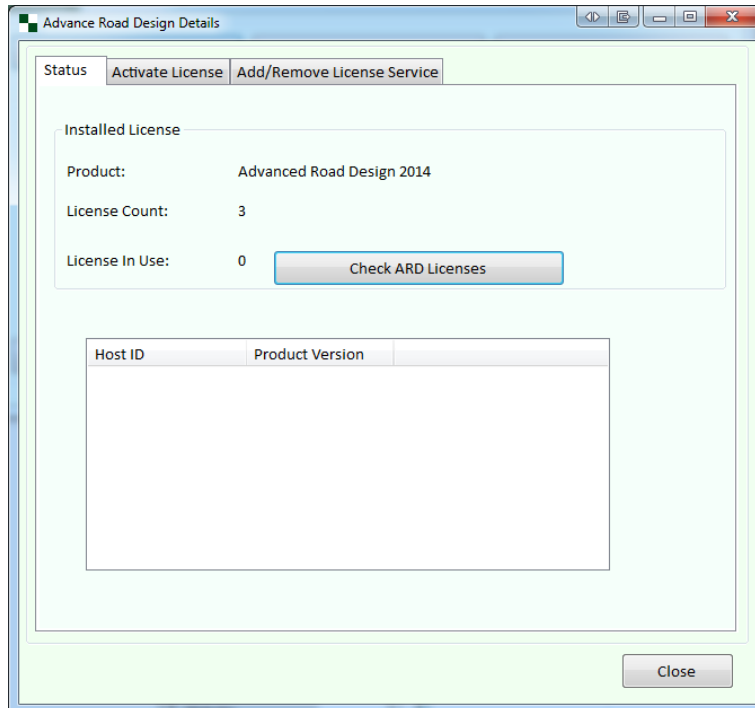 Advance Road Design Details
Status Activate License Add/Remove License Service
Installed License
Product: Advanced Road Design 2014
License Count: 3
License In Use: 0 Check ARD Licenses
Host ID Product Version
Close